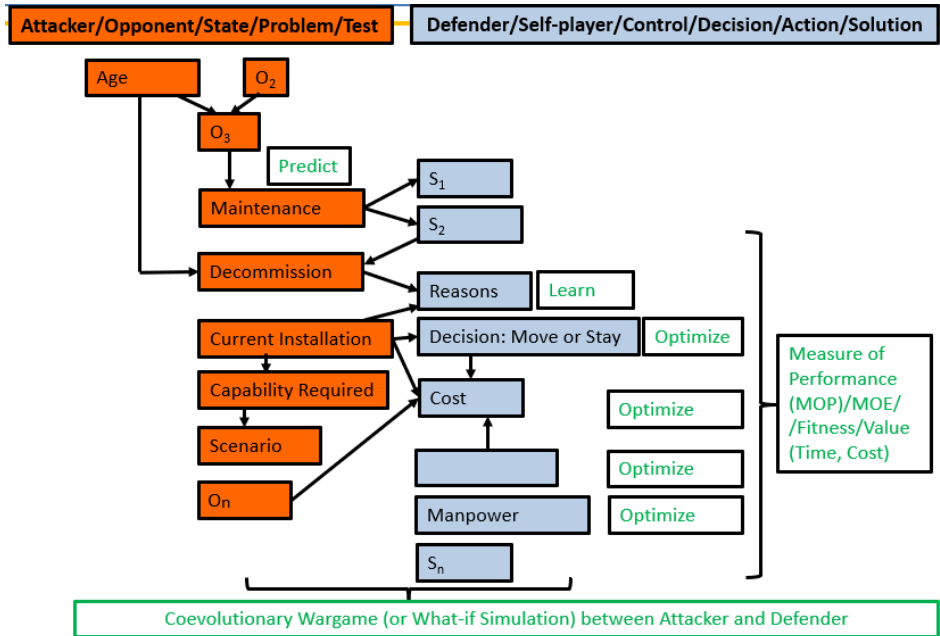 Attacker/Opponent/State/Problem/Test
Defender/Self-player/Control/Decision/Action/Solution
Age
O₂
O₃
Predict
S₁
Maintenance
S₂
Decommission
Reasons
Learn
Current Installation
Decision: Move or Stay
Optimize
Capability Required
Cost
Optimize
Scenario
Optimize
Oₙ
Manpower
Optimize
Sₙ
Measure of
Performance
(MOP)/MOE/
/Fitness/Value
(Time, Cost)
Coevolutionary Wargame (or What-if Simulation) between Attacker and Defender